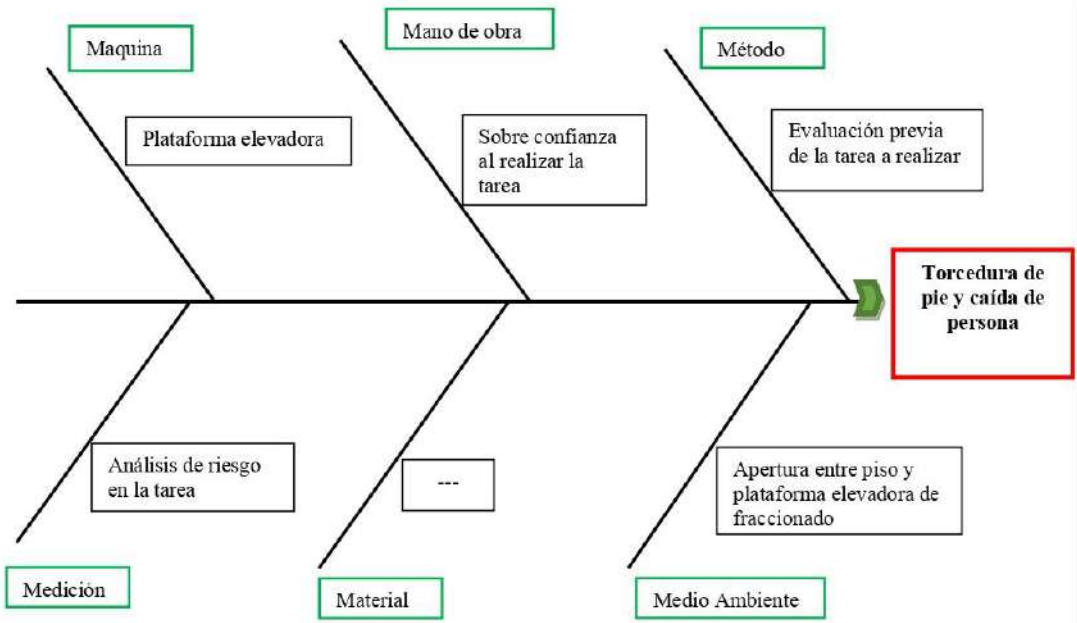 Maquina
Mano de obra
Método
Plataforma elevadora
Sobre confianza
al realizar la
tarea
Evaluación previa
de la tarea a realizar
Torcedura de
pie y caída de
persona
Análisis de riesgo
en la tarea
---
Apertura entre piso y
plataforma elevadora de
fraccionado
Medición
Material
Medio Ambiente